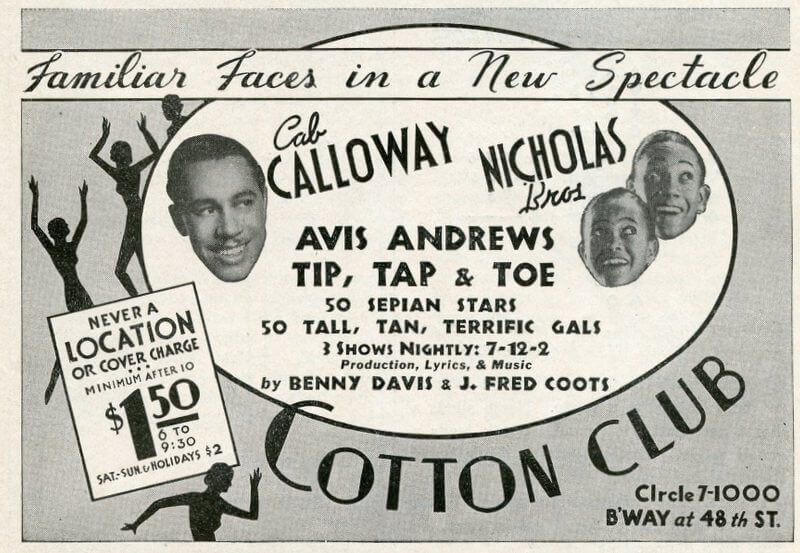 Familiar Faces in a New Spectacle
Cab
CALLOWAY
NICHOLAS
Bros
AVIS ANDREWS
TIP, TAP & TOE
50 SEPIAN STARS
50 TALL, TAN, TERRIFIC GALS
3 SHOWS NIGHTLY: 7-12-2
Production, Lyrics, & Music
by BENNY DAVIS & J. FRED COOTS
NEVER A
LOCATION
OR COVER CHARGE
...
MINIMUM AFTER 10
$1.50
6 TO
9:30
SAT.-SUN. & HOLIDAYS $2
COTTON CLUB
CIrcle 7-1000
B'WAY at 48th ST.